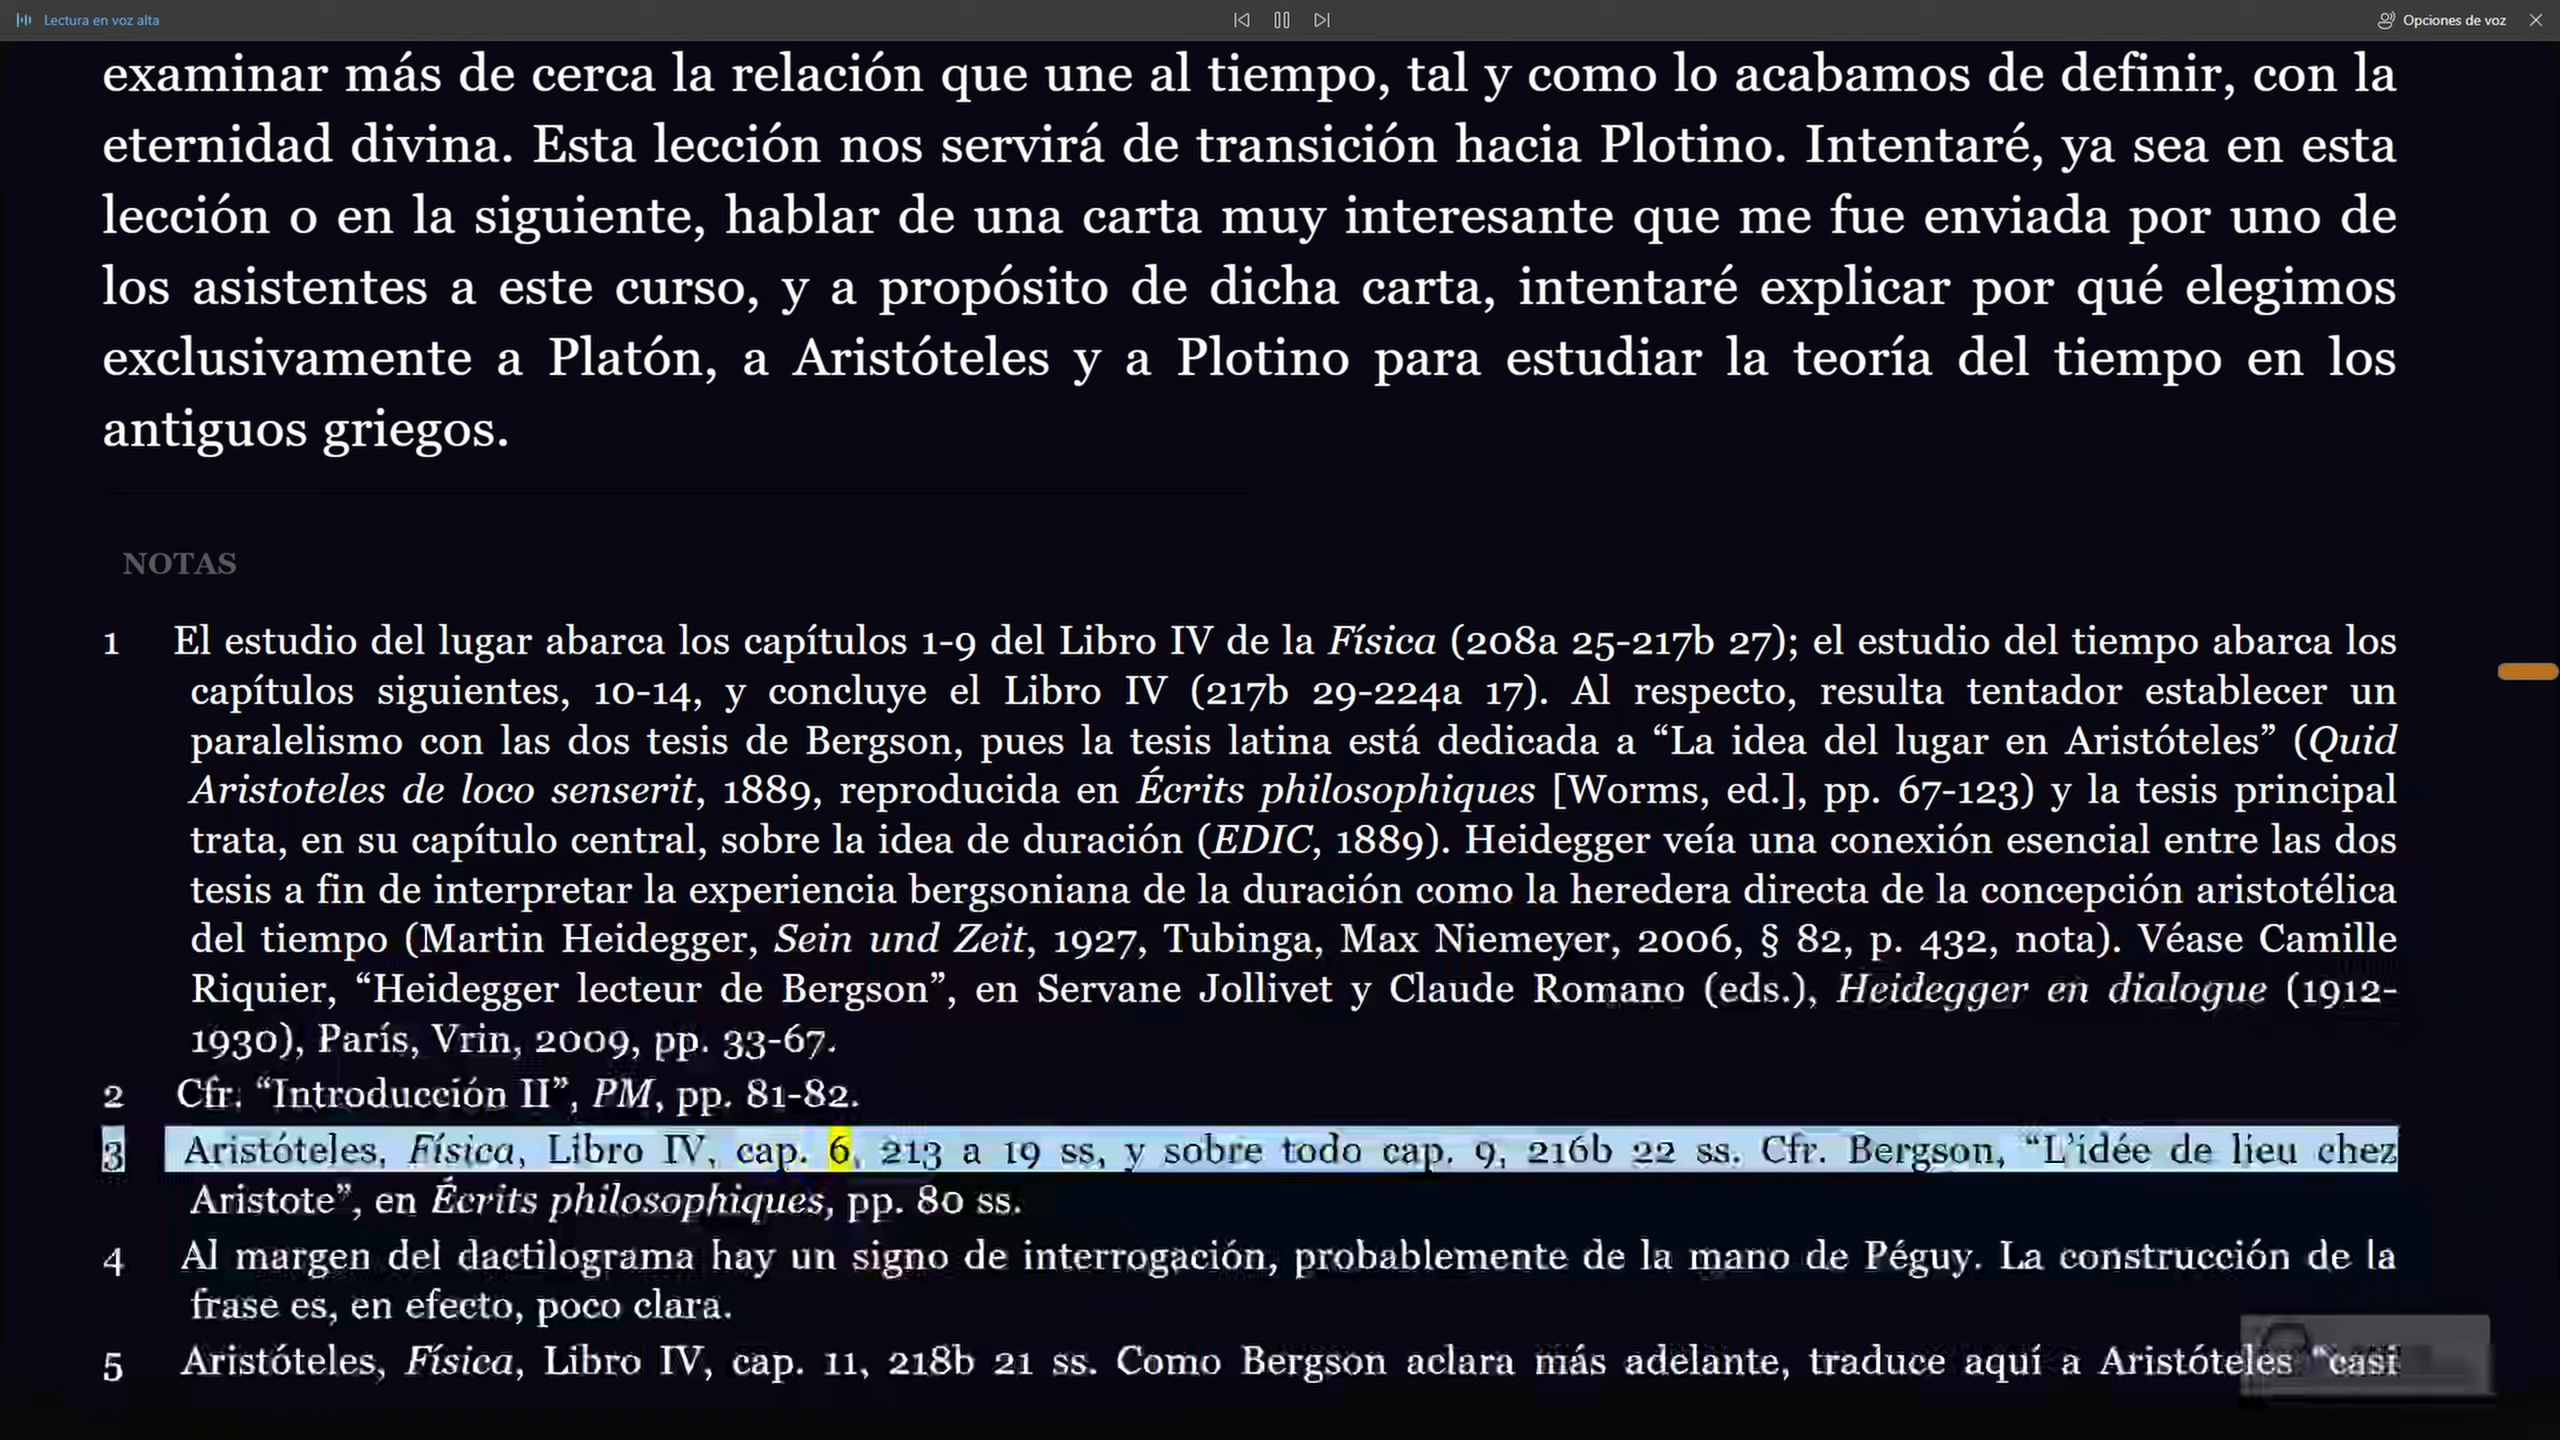 Lectura en voz alta
Opciones de voz
examinar más de cerca la relación que une al tiempo, tal y como lo acabamos de definir, con la
eternidad divina. Esta lección nos servirá de transición hacia Plotino. Intentaré, ya sea en esta
lección o en la siguiente, hablar de una carta muy interesante que me fue enviada por uno de
los asistentes a este curso, y a propósito de dicha carta, intentaré explicar por qué elegimos
exclusivamente a Platón, a Aristóteles y a Plotino para estudiar la teoría del tiempo en los
antiguos griegos.
NOTAS
1 El estudio del lugar abarca los capítulos 1-9 del Libro IV de la Física (208a 25-217b 27); el estudio del tiempo abarca los
capítulos siguientes, 10-14, y concluye el Libro IV (217b 29-224a 17). Al respecto, resulta tentador establecer un
paralelismo con las dos tesis de Bergson, pues la tesis latina está dedicada a “La idea del lugar en Aristóteles” (Quid
Aristoteles de loco senserit, 1889, reproducida en Écrits philosophiques [Worms, ed.], pp. 67-123) y la tesis principal
trata, en su capítulo central, sobre la idea de duración (EDIC, 1889). Heidegger veía una conexión esencial entre las dos
tesis a fin de interpretar la experiencia bergsoniana de la duración como la heredera directa de la concepción aristotélica
del tiempo (Martin Heidegger, Sein und Zeit, 1927, Tubinga, Max Niemeyer, 2006, § 82, p. 432, nota). Véase Camille
Riquier, “Heidegger lecteur de Bergson”, en Servane Jollivet y Claude Romano (eds.), Heidegger en dialogue (1912-
1930), París, Vrin, 2009, pp. 33-67.
2 Cfr. “Introducción II”, PM, pp. 81-82.
3 Aristóteles, Física, Libro IV, cap. 6, 213 a 19 ss, y sobre todo cap. 9, 216b 22 ss. Cfr. Bergson, “L’idée de lieu chez
Aristote”, en Écrits philosophiques, pp. 80 ss.
4 Al margen del dactilograma hay un signo de interrogación, probablemente de la mano de Péguy. La construcción de la
frase es, en efecto, poco clara.
5 Aristóteles, Física, Libro IV, cap. 11, 218b 21 ss. Como Bergson aclara más adelante, traduce aquí a Aristóteles “casi